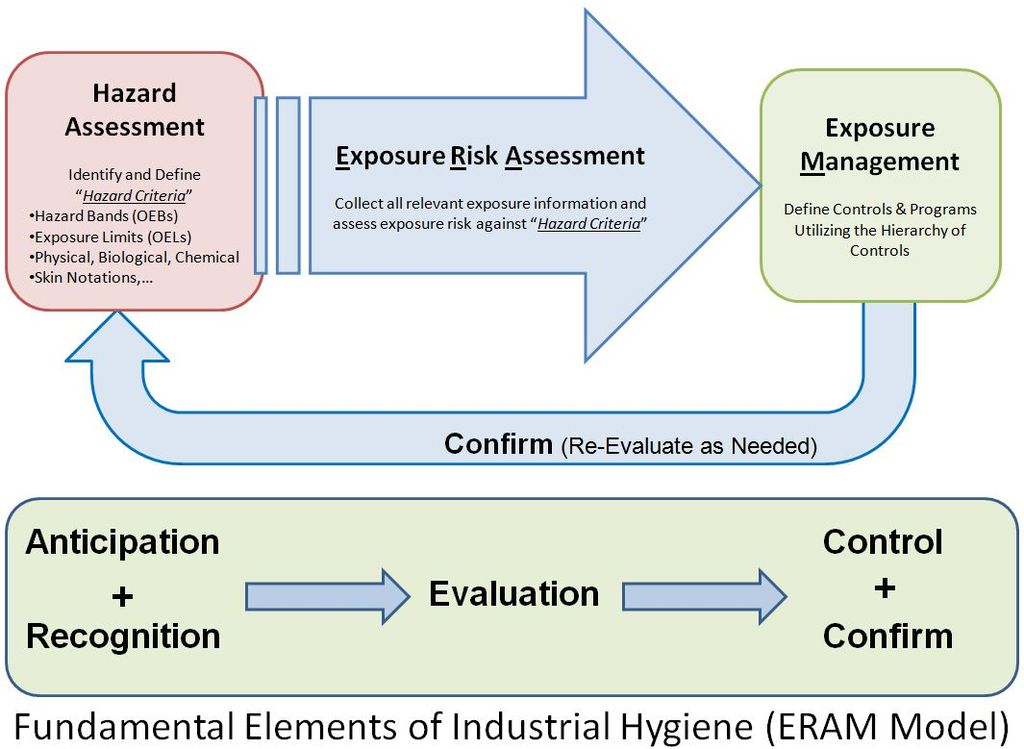 Hazard
Assessment
Identify and Define
“Hazard Criteria”
•Hazard Bands (OEBs)
•Exposure Limits (OELs)
•Physical, Biological, Chemical
•Skin Notations,…
Exposure Risk Assessment
Collect all relevant exposure information and
assess exposure risk against “Hazard Criteria”
Exposure
Management
Define Controls & Programs
Utilizing the Hierarchy of
Controls
Confirm (Re-Evaluate as Needed)
Anticipation
+
Recognition
Evaluation
Control
+
Confirm
Fundamental Elements of Industrial Hygiene (ERAM Model)